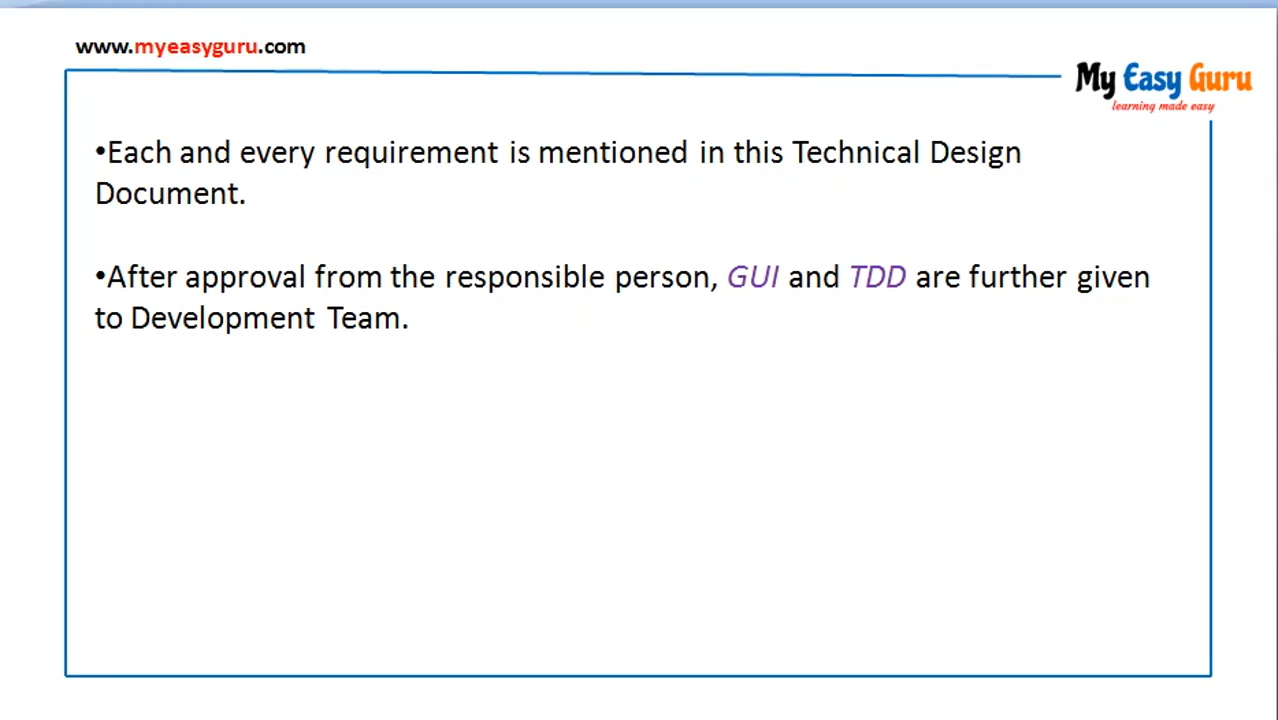 www.myeasyguru.com
My Easy Guru
learning made easy
•Each and every requirement is mentioned in this Technical Design
Document.
•After approval from the responsible person, GUI and TDD are further given
to Development Team.